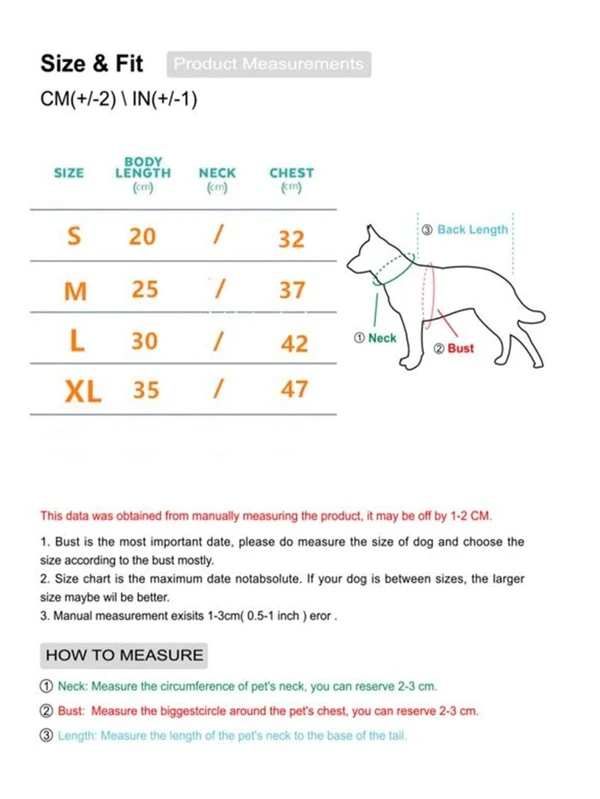 Size & Fit Product Measurements
CM(+/-2) \ IN(+/-1)
SIZE BODY LENGTH (cm) NECK (cm) CHEST (cm)
S 20 / 32
M 25 / 37
L 30 / 42
XL 35 / 47
③ Back Length
① Neck
② Bust
This data was obtained from manually measuring the product, it may be off by 1-2 CM.
1. Bust is the most important date, please do measure the size of dog and choose the
size according to the bust mostly.
2. Size chart is the maximum date notabsolute. If your dog is between sizes, the larger
size maybe wil be better.
3. Manual measurement exisits 1-3cm( 0.5-1 inch ) eror .
HOW TO MEASURE
① Neck: Measure the circumference of pet's neck, you can reserve 2-3 cm.
② Bust: Measure the biggestcircle around the pet's chest, you can reserve 2-3 cm.
③ Length: Measure the length of the pet's neck to the base of the tail.